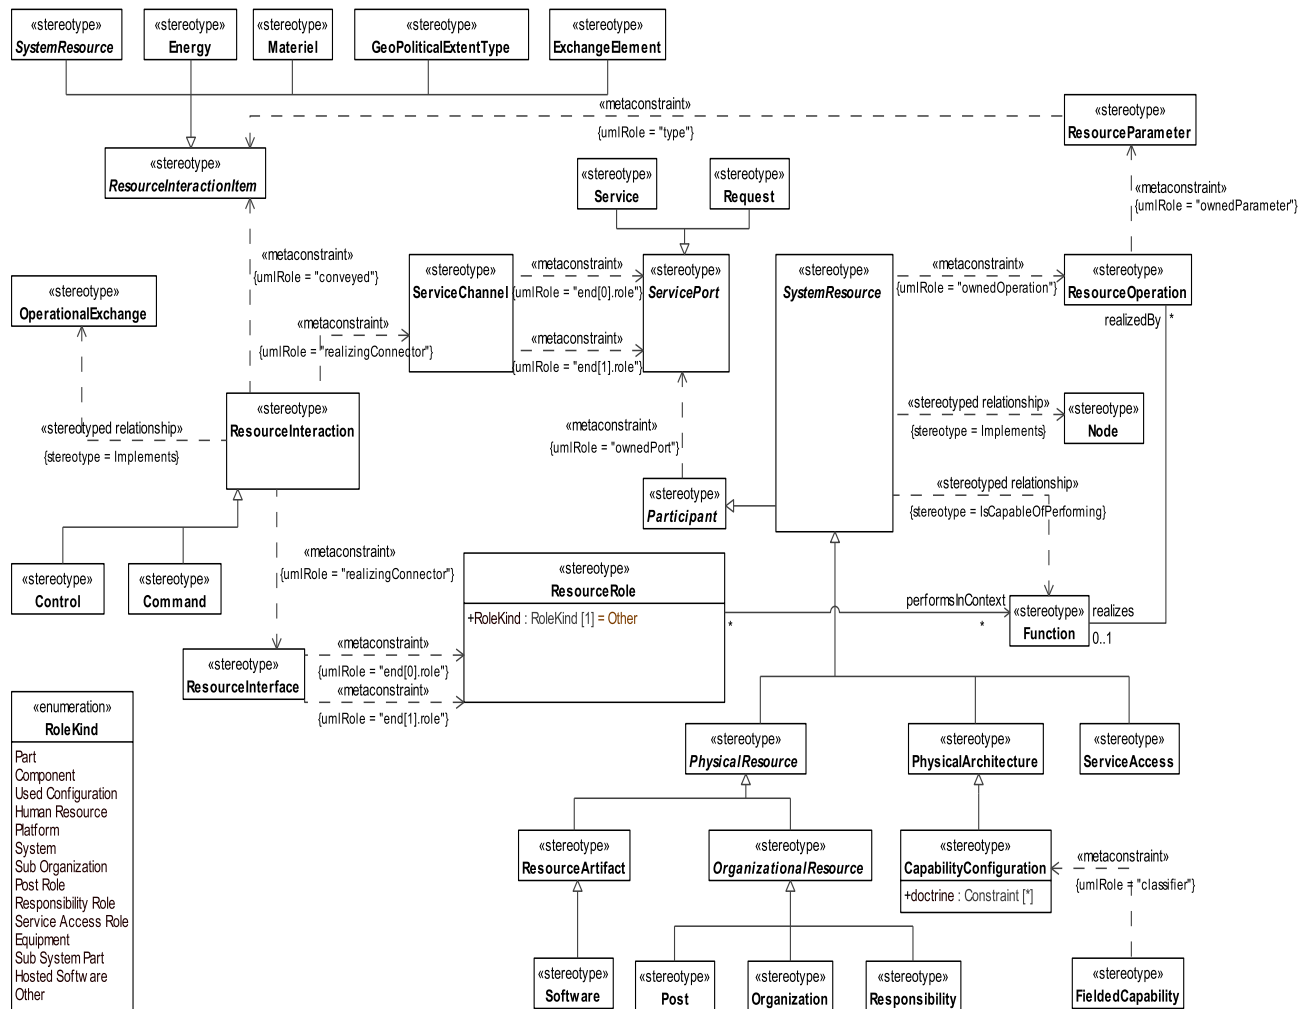 «stereotype»
SystemResource
«stereotype»
Energy
«stereotype»
Materiel
«stereotype»
GeoPoliticalExtentType
«stereotype»
ExchangeElement
«metaconstraint»
{umlRole = "type"}
«stereotype»
ResourceParameter
«stereotype»
ResourceInteractionItem
«stereotype»
Service
«stereotype»
Request
«metaconstraint»
{umlRole = "ownedParameter"}
«metaconstraint»
{umlRole = "conveyed"}
«stereotype»
ServiceChannel
«metaconstraint»
{umlRole = "end[0].role"}
«metaconstraint»
{umlRole = "end[1].role"}
«stereotype»
ServicePort
«stereotype»
SystemResource
«metaconstraint»
{umlRole = "ownedOperation"}
«stereotype»
ResourceOperation
realizedBy
*
«stereotype»
OperationalExchange
«metaconstraint»
{umlRole = "realizingConnector"}
«stereotype»
ResourceInteraction
«stereotyped relationship»
{stereotype = Implements}
«metaconstraint»
{umlRole = "ownedPort"}
«stereotyped relationship»
{stereotype = Implements}
«stereotype»
Node
«stereotype»
Participant
«stereotyped relationship»
{stereotype = IsCapableOfPerforming}
«stereotype»
Control
«stereotype»
Command
«metaconstraint»
{umlRole = "realizingConnector"}
«stereotype»
ResourceRole
+RoleKind : RoleKind [1] = Other
*
performsInContext
*
«stereotype»
Function
realizes
0..1
«stereotype»
ResourceInterface
«metaconstraint»
{umlRole = "end[0].role"}
«metaconstraint»
{umlRole = "end[1].role"}
«enumeration»
RoleKind
Part
Component
Used Configuration
Human Resource
Platform
System
Sub Organization
Post Role
Responsibility Role
Service Access Role
Equipment
Sub System Part
Hosted Software
Other
«stereotype»
PhysicalResource
«stereotype»
PhysicalArchitecture
«stereotype»
ServiceAccess
«stereotype»
ResourceArtifact
«stereotype»
OrganizationalResource
«stereotype»
CapabilityConfiguration
+doctrine : Constraint [*]
«metaconstraint»
{umlRole = "classifier"}
«stereotype»
Software
«stereotype»
Post
«stereotype»
Organization
«stereotype»
Responsibility
«stereotype»
FieldedCapability